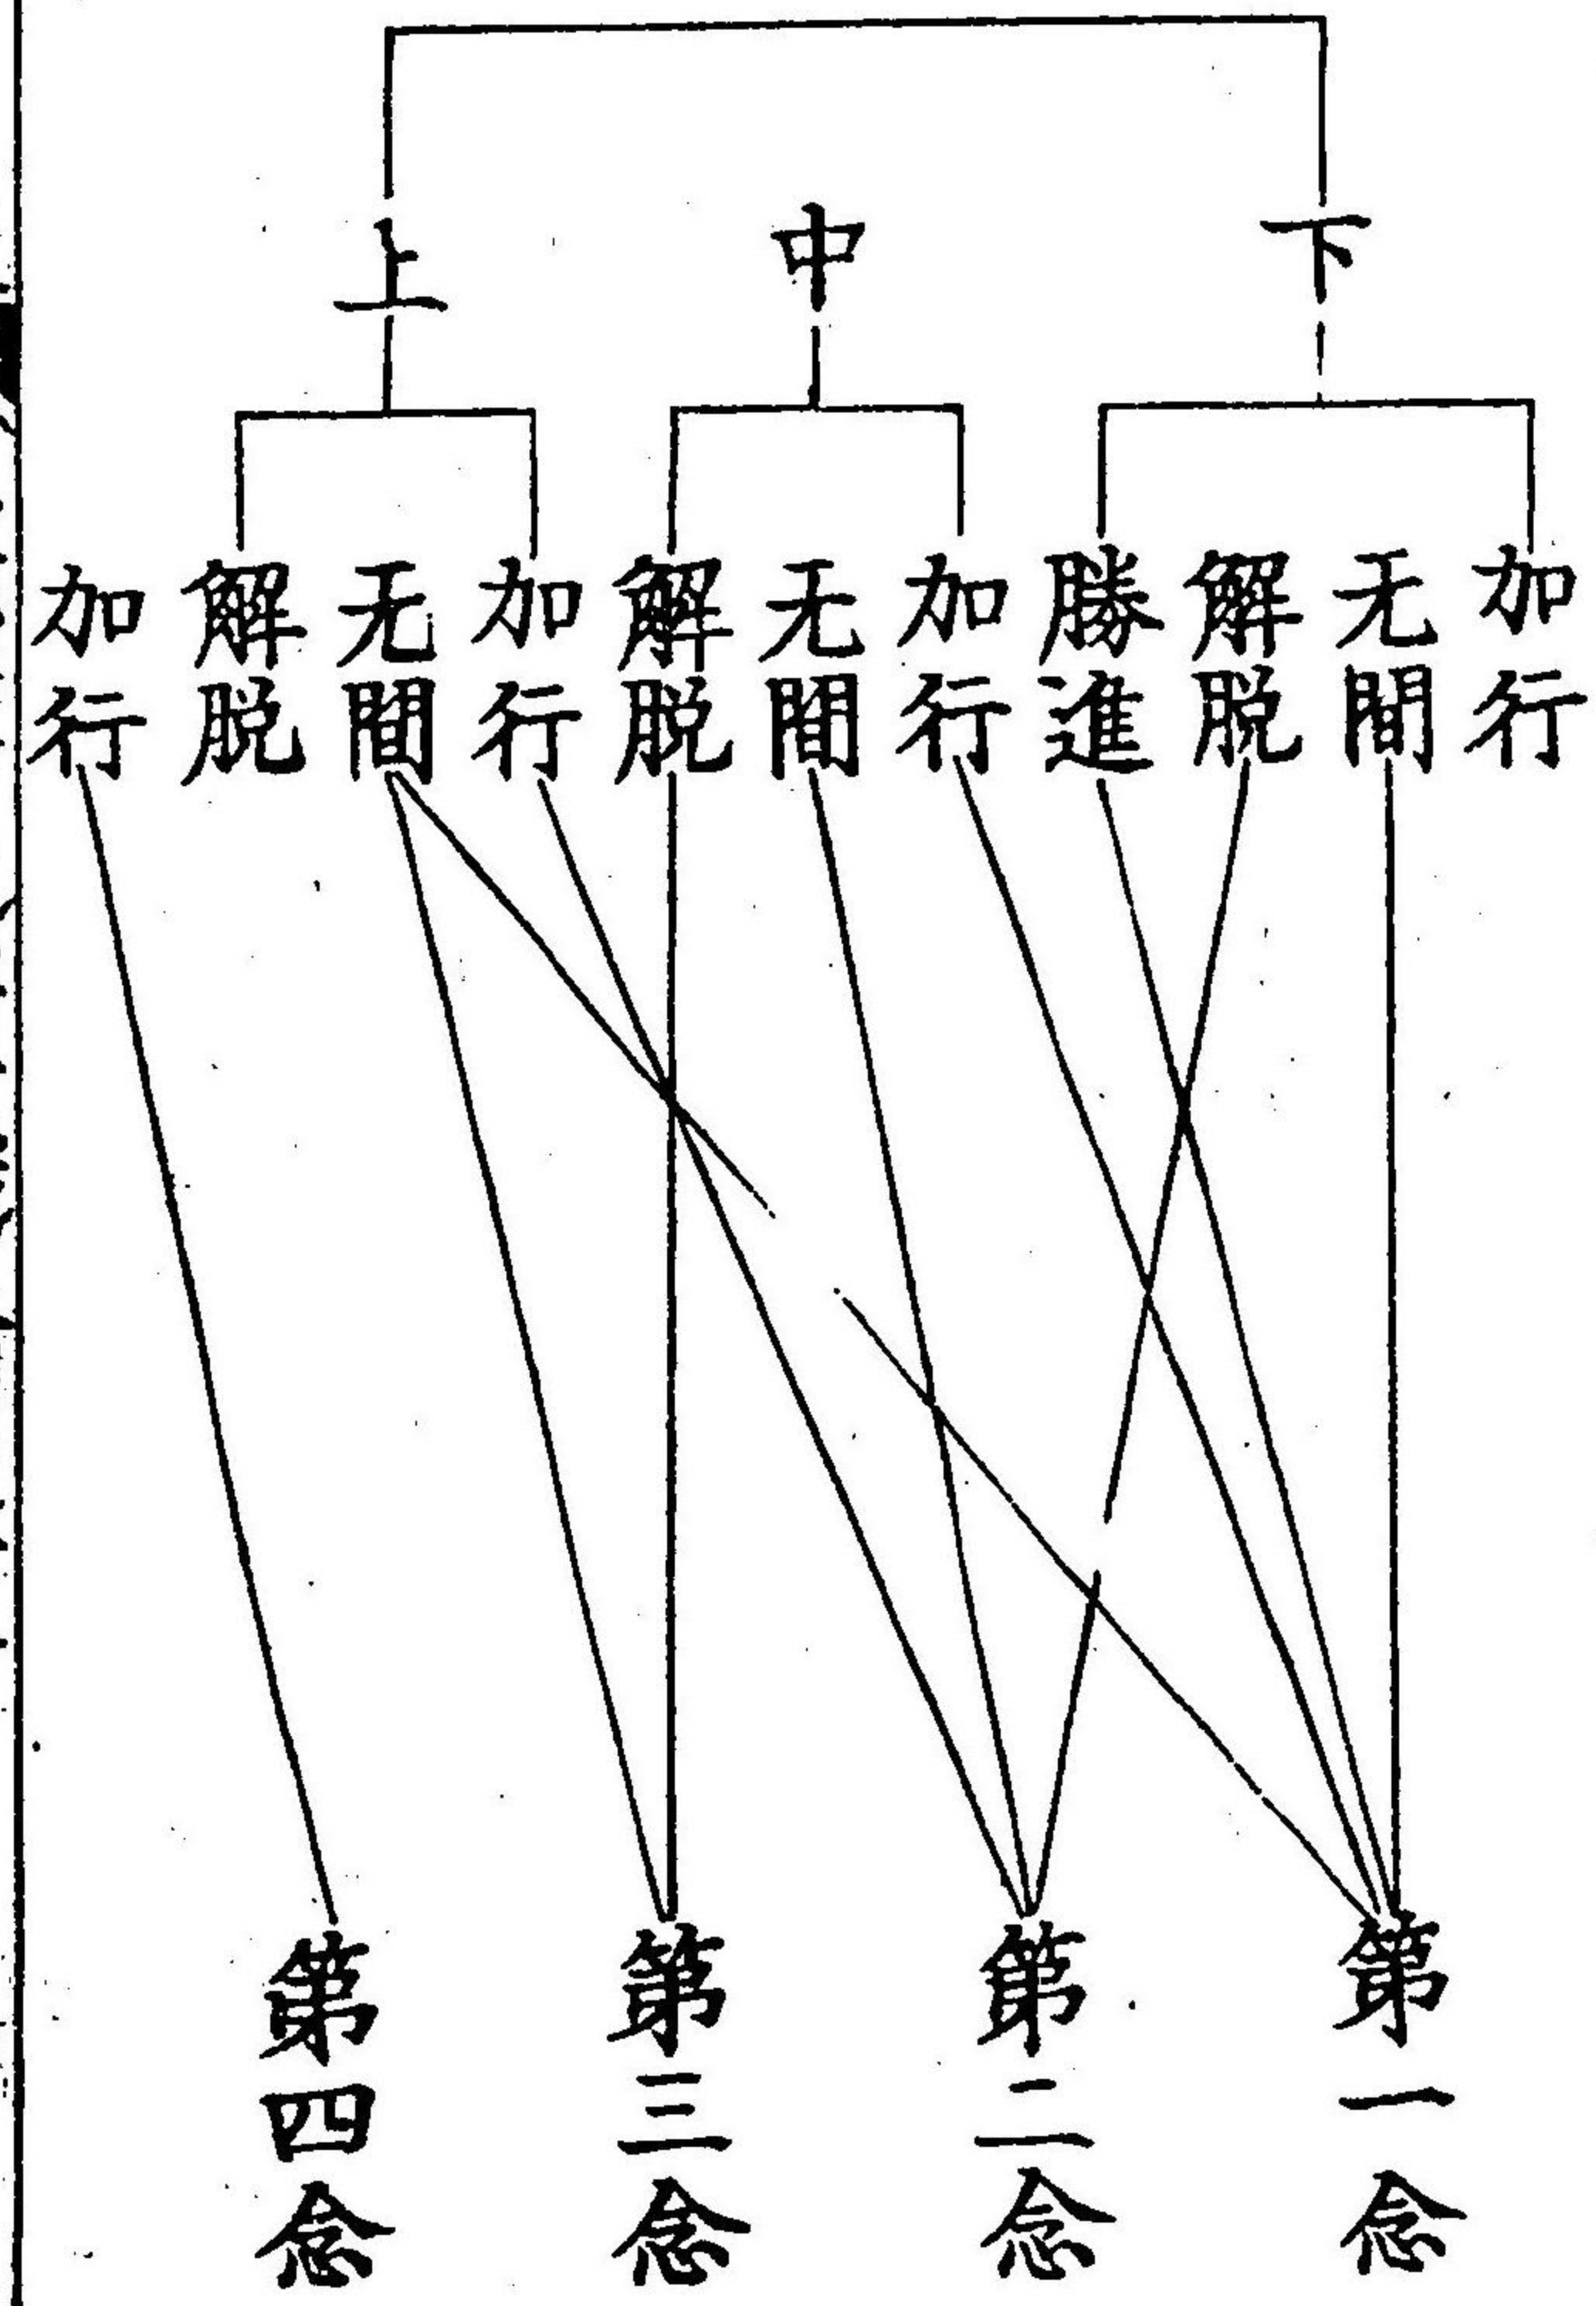 下
中
上
加行
无間
解脱
勝進
加行
无間
解脱
加行
无間
解脱
加行
第一念
第二念
第三念
第四念